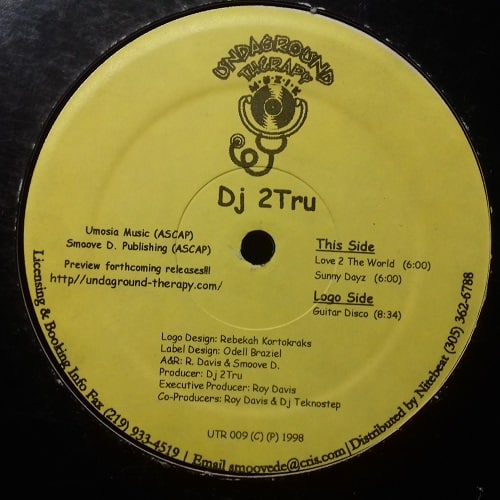 UNDAGROUND
THERAPY
M·U·Z·I·K
Dj 2Tru
Umosia Music (ASCAP)
Smoove D. Publishing (ASCAP)
Preview forthcoming releases!!!
http//undaground-therapy.com/
This Side
Love 2 The World (6:00)
Sunny Dayz (6:00)
Logo Side
Guitar Disco (8:34)
Logo Design: Rebekah Kortokraks
Label Design: Odell Braziel
A&R: R. Davis & Smoove D.
Producer: Dj 2Tru
Executive Producer: Roy Davis
Co-Producers: Roy Davis & Dj Teknostep
UTR 009 (C) (P) 1998
Licensing & Booking Info Fax (219) 933-4519 | Email smoovede@cris.com | Distributed by Nitebeat (305) 362-6788